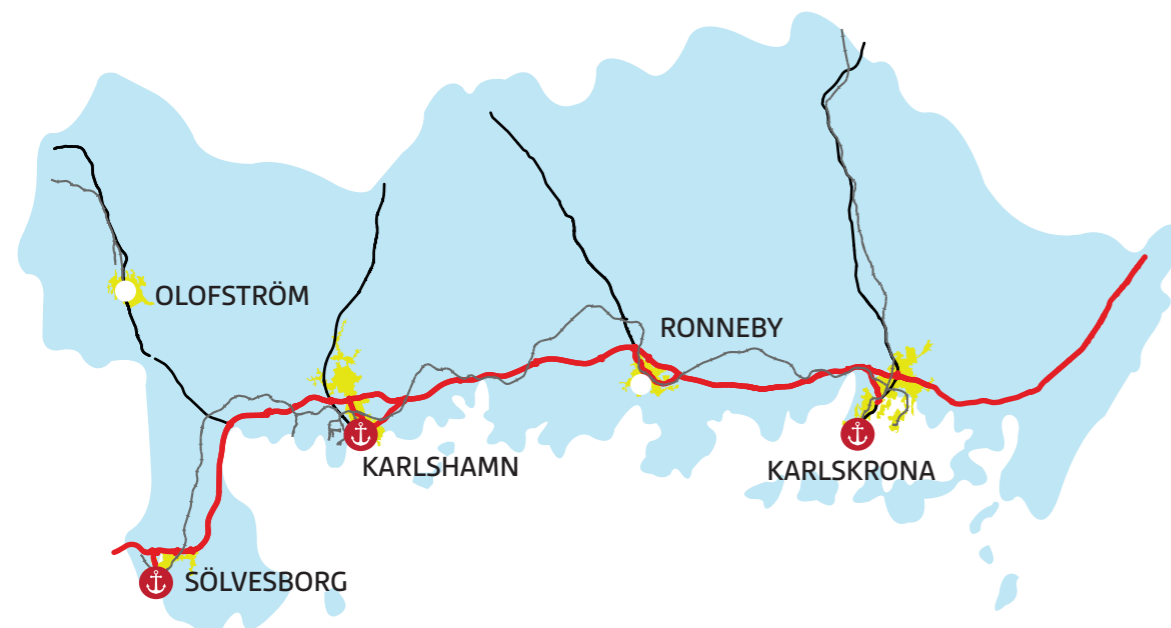 OLOFSTRÖM
RONNEBY
KARLSHAMN
KARLSKRONA
SÖLVESBORG